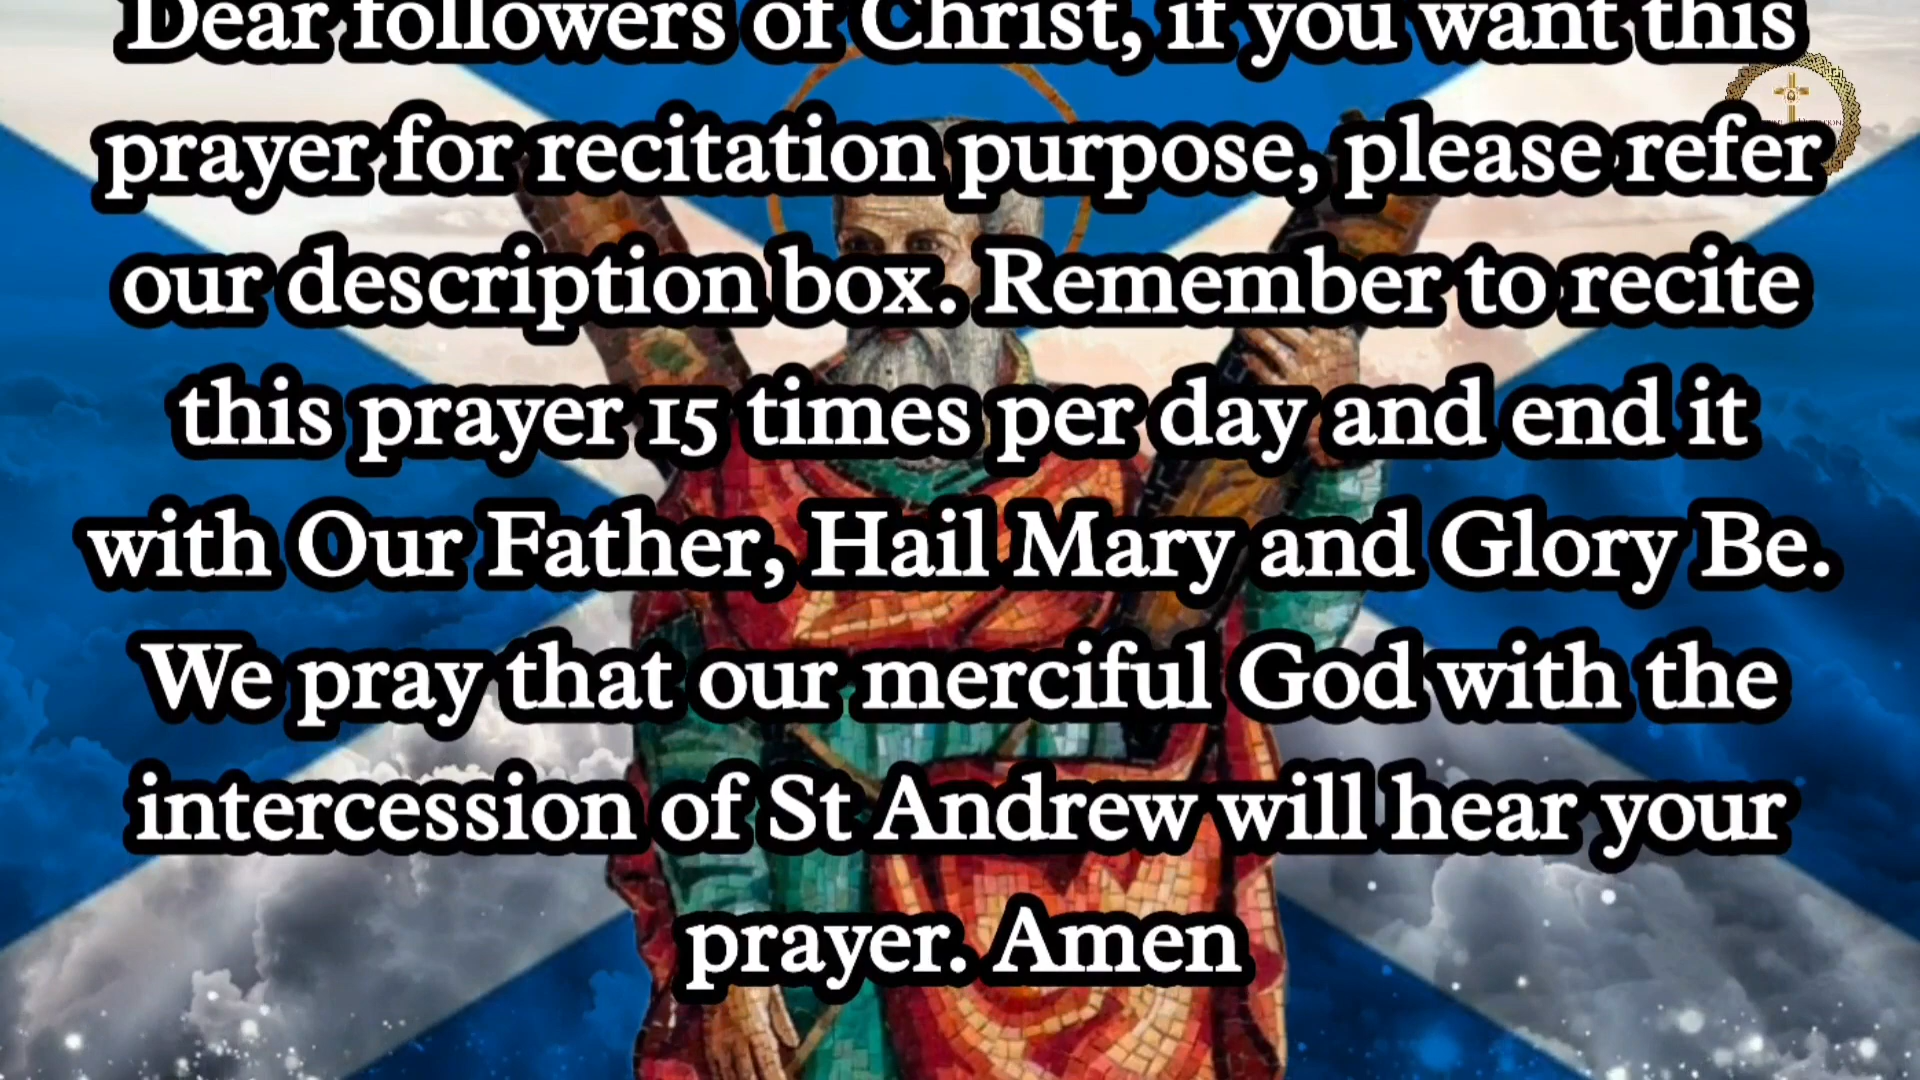 Dear followers of Christ, if you want this
prayer for recitation purpose, please refer
our description box. Remember to recite
this prayer 15 times per day and end it
with Our Father, Hail Mary and Glory Be.
We pray that our merciful God with the
intercession of St Andrew will hear your
prayer. Amen